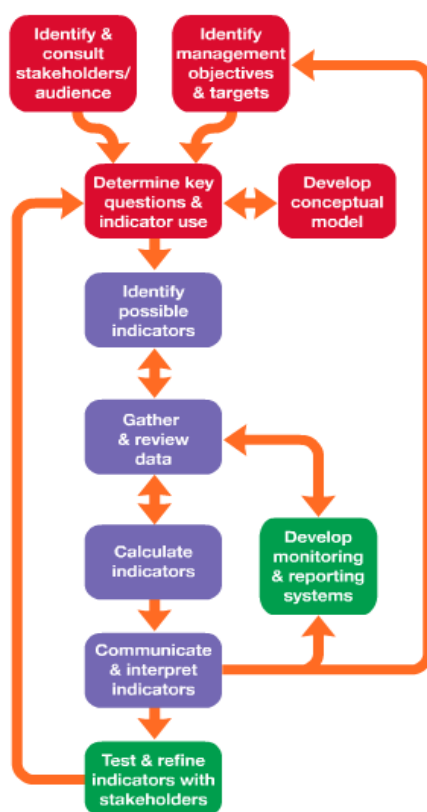 Identify &
consult
stakeholders/
audience
Identify
management
objectives
& targets
Determine key
questions &
indicator use
Develop
conceptual
model
Identify
possible
indicators
Gather
& review
data
Calculate
indicators
Develop
monitoring
& reporting
systems
Communicate
& interpret
indicators
Test & refine
indicators with
stakeholders